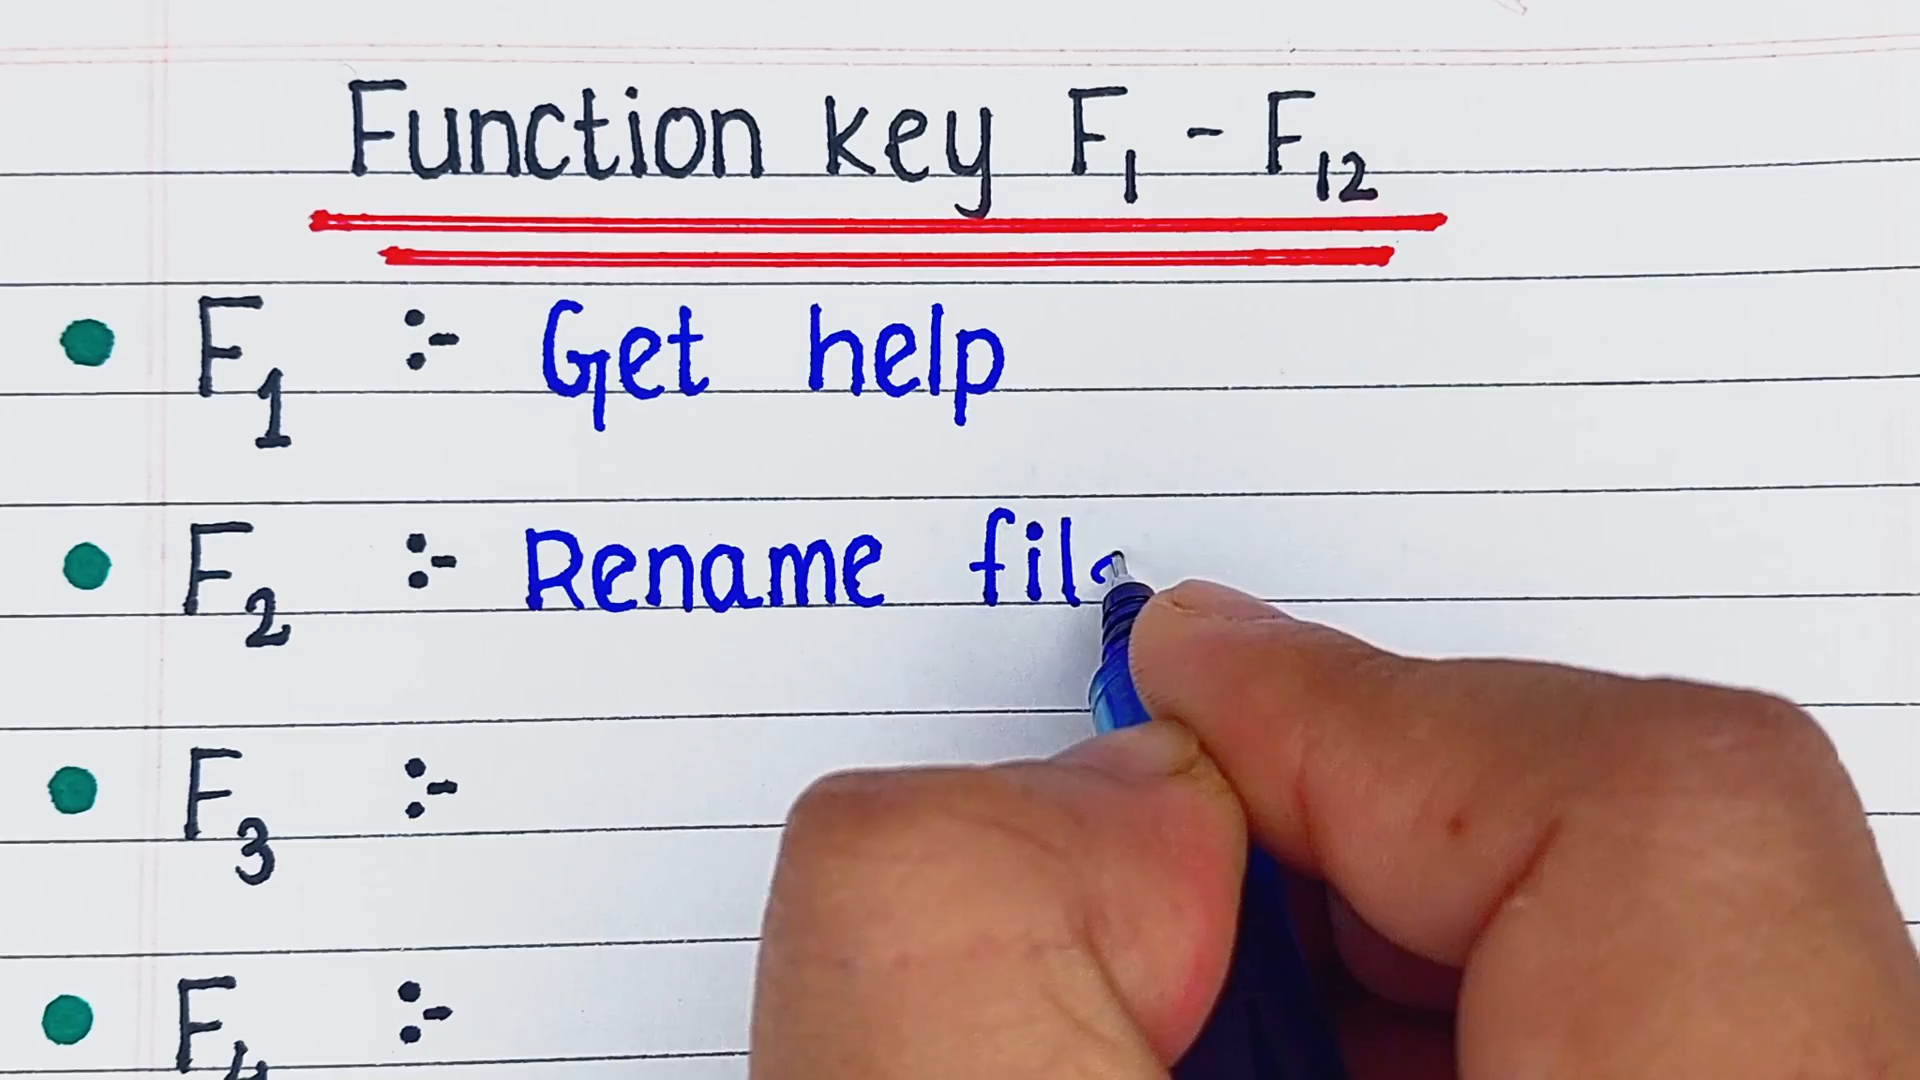 Function key F1 - F12
F1 :- Get help
F2 :- Rename fil
F3 :-
F4 :-